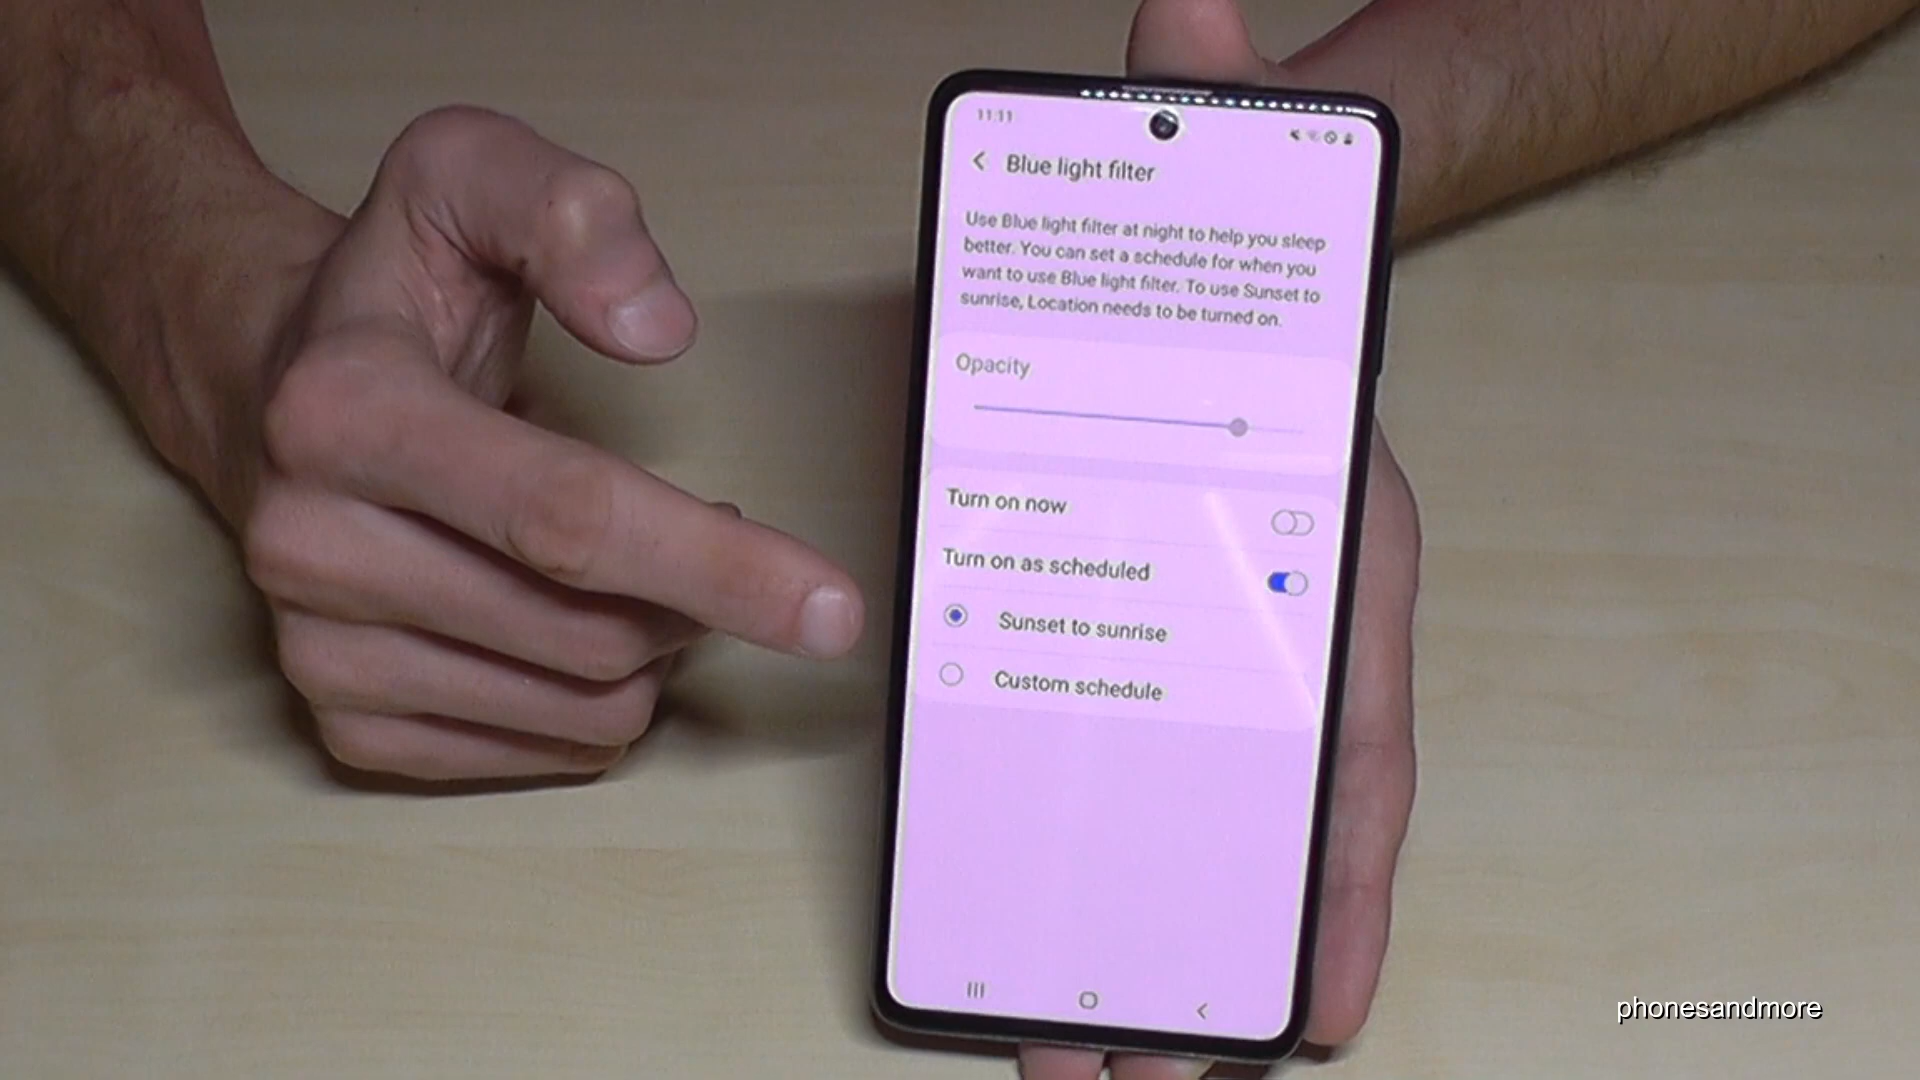 11:11
Blue light filter
Use Blue light filter at night to help you sleep
better. You can set a schedule for when you
want to use Blue light filter. To use Sunset to
sunrise, Location needs to be turned on.
Opacity
Turn on now
Turn on as scheduled
Sunset to sunrise
Custom schedule
phonesandmore